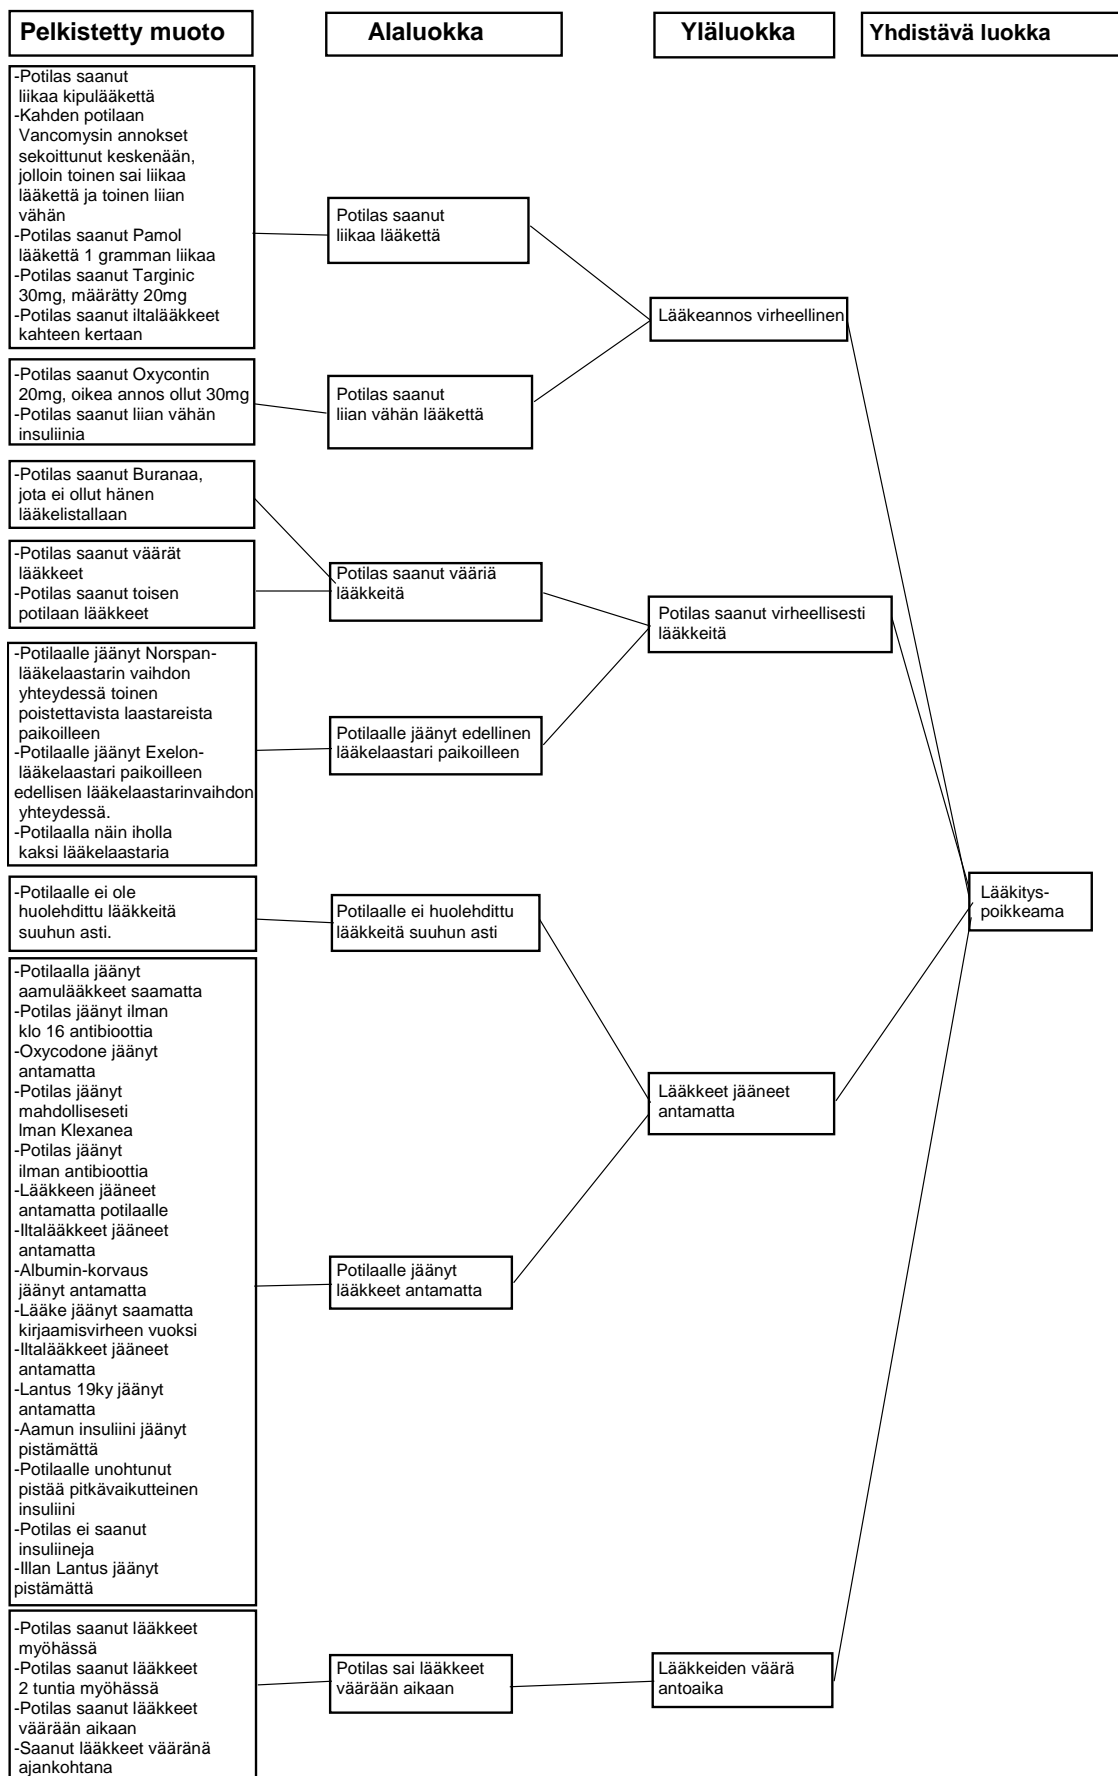 Pelkistetty muoto
Alaluokka
Yläluokka
Yhdistävä luokka
-Potilas saanut
liikaa kipulääkettä
-Kahden potilaan
Vancomysin annokset
sekoittunut keskenään,
jolloin toinen sai liikaa
lääkettä ja toinen liian
vähän
-Potilas saanut Pamol
lääkettä 1 gramman liikaa
-Potilas saanut Targinic
30mg, määrätty 20mg
-Potilas saanut iltalääkkeet
kahteen kertaan
Potilas saanut
liikaa lääkettä
Lääkeannos virheellinen
-Potilas saanut Oxycontin
20mg, oikea annos ollut 30mg
-Potilas saanut liian vähän
insuliinia
Potilas saanut
liian vähän lääkettä
-Potilas saanut Buranaa,
jota ei ollut hänen
lääkelistallaan
-Potilas saanut väärät
lääkkeet
-Potilas saanut toisen
potilaan lääkkeet
Potilas saanut vääriä
lääkkeitä
Potilas saanut virheellisesti
lääkkeitä
-Potilaalle jäänyt Norspan-
lääkelaastarin vaihdon
yhteydessä toinen
poistettavista laastareista
paikoilleen
-Potilaalle jäänyt Exelon-
lääkelaastari paikoilleen
edellisen lääkelaastarinvaihdon
yhteydessä.
-Potilaalla näin iholla
kaksi lääkelaastaria
Potilaalle jäänyt edellinen
lääkelaastari paikoilleen
-Potilaalle ei ole
huolehdittu lääkkeitä
suuhun asti.
Potilaalle ei huolehdittu
lääkkeitä suuhun asti
Lääkitys-
poikkeama
-Potilaalla jäänyt
aamulääkkeet saamatta
-Potilas jäänyt ilman
klo 16 antibioottia
-Oxycodone jäänyt
antamatta
-Potilas jäänyt
mahdolliseseti
lman Klexanea
-Potilas jäänyt
ilman antibioottia
-Lääkkeen jääneet
antamatta potilaalle
-Iltalääkkeet jääneet
antamatta
-Albumin-korvaus
jäänyt antamatta
-Lääke jäänyt saamatta
kirjaamisvirheen vuoksi
-Iltalääkkeet jääneet
antamatta
-Lantus 19ky jäänyt
antamatta
-Aamun insuliini jäänyt
pistämättä
-Potilaalle unohtunut
pistää pitkävaikutteinen
insuliini
-Potilas ei saanut
insuliineja
-Illan Lantus jäänyt
pistämättä
Potilaalle jäänyt
lääkkeet antamatta
Lääkkeet jääneet
antamatta
-Potilas saanut lääkkeet
myöhässä
-Potilas saanut lääkkeet
2 tuntia myöhässä
-Potilas saanut lääkkeet
väärään aikaan
-Saanut lääkkeet vääränä
ajankohtana
Potilas sai lääkkeet
väärään aikaan
Lääkkeiden väärä
antoaika